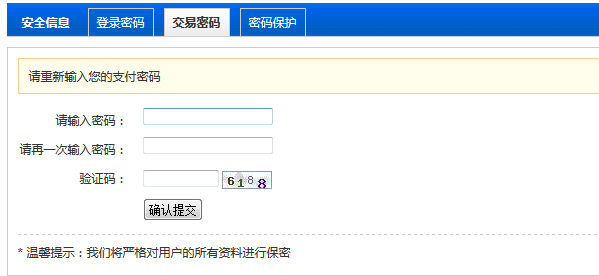 安全信息 登录密码 交易密码 密码保护
请重新输入您的支付密码
请输入密码：
请再一次输入密码：
验证码： 6188
确认提交
* 温馨提示：我们将严格对用户的所有资料进行保密